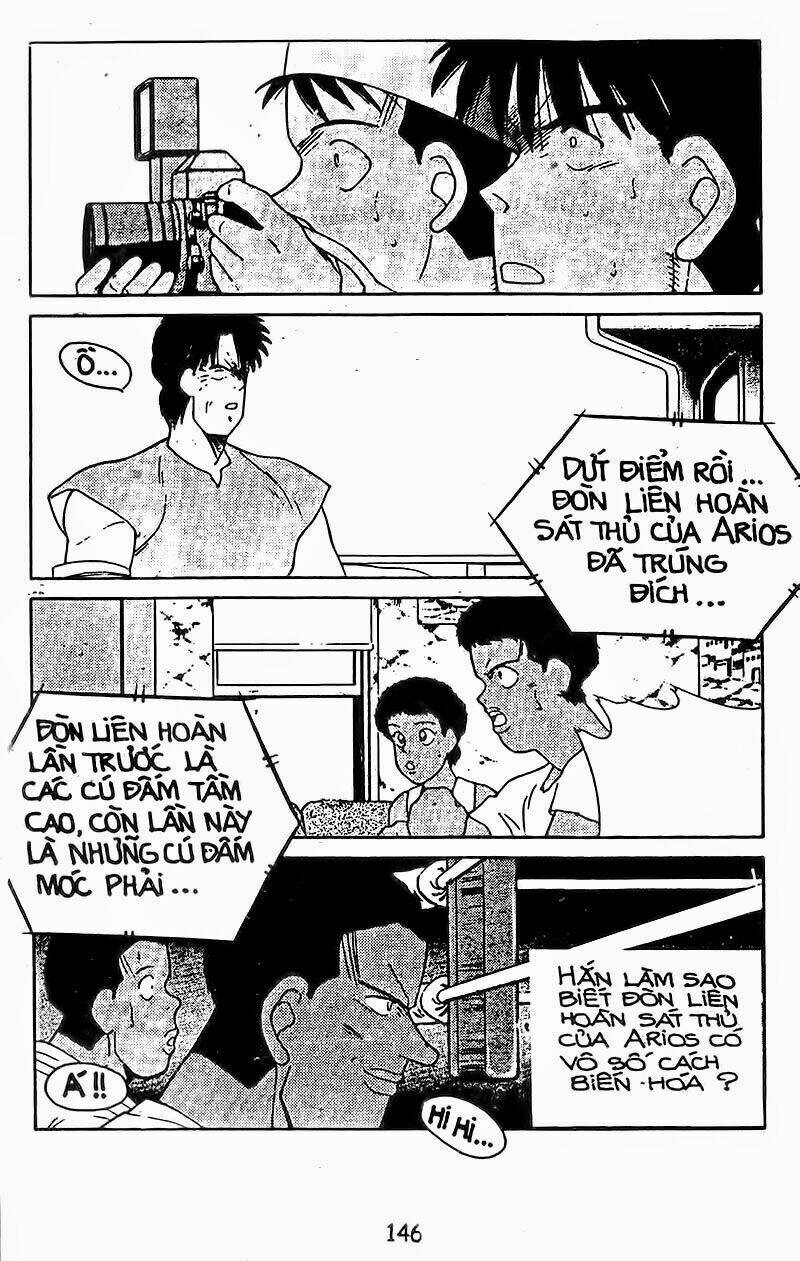 Ồ...
DỨT ĐIỂM RỒI...
ĐÒN LIÊN HOÀN
SÁT THỦ CỦA ARIOS
ĐÃ TRÚNG
ĐÍCH...
ĐÒN LIÊN HOÀN
LẦN TRƯỚC LÀ
CÁC CÚ ĐẤM TẦM
CAO, CÒN LẦN NÀY
LÀ NHỮNG CÚ ĐẤM
MÓC PHẢI...
HẮN LÀM SAO
BIẾT ĐÒN LIÊN
HOÀN SÁT THỦ
CỦA ARIOS CÓ
VÔ SỐ CÁCH
BIẾN·HÓA ?
Á !!
HI HI...
146